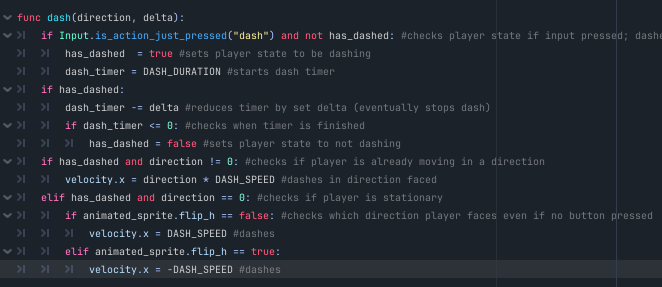 func dash(direction, delta):
if Input.is_action_just_pressed("dash") and not has_dashed: #checks player state if input pressed; dashe
has_dashed  = true #sets player state to be dashing
dash_timer = DASH_DURATION #starts dash timer
if has_dashed:
dash_timer -= delta #reduces timer by set delta (eventually stops dash)
if dash_timer <= 0: #checks when timer is finished
has_dashed = false #sets player state to not dashing
if has_dashed and direction != 0: #checks if player is already moving in a direction
velocity.x = direction * DASH_SPEED #dashes in direction faced
elif has_dashed and direction == 0: #checks if player is stationary
if animated_sprite.flip_h == false: #checks which direction player faces even if no button pressed
velocity.x = DASH_SPEED #dashes
elif animated_sprite.flip_h == true:
velocity.x = -DASH_SPEED #dashes